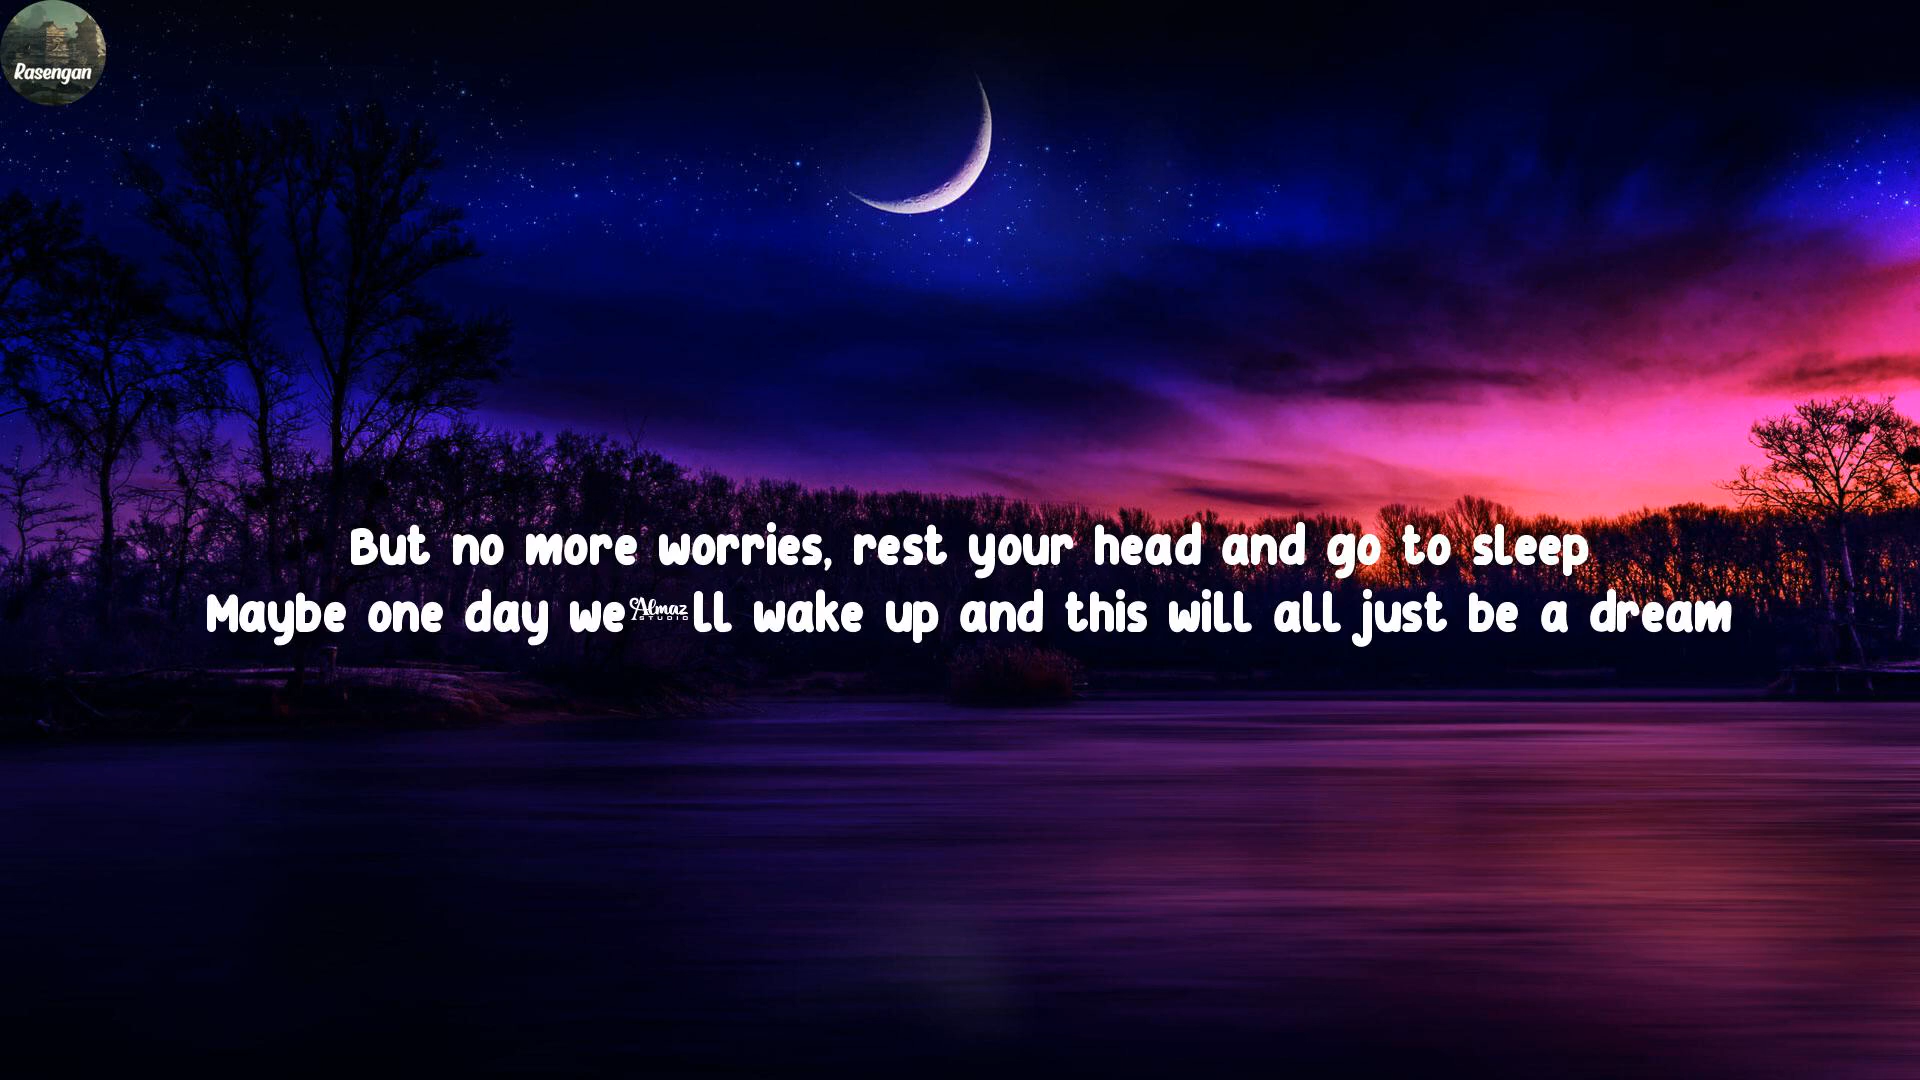 Rasengan
But no more worries, rest your head and go to sleep
Maybe one day we Almaz STUDIO ll wake up and this will all just be a dream